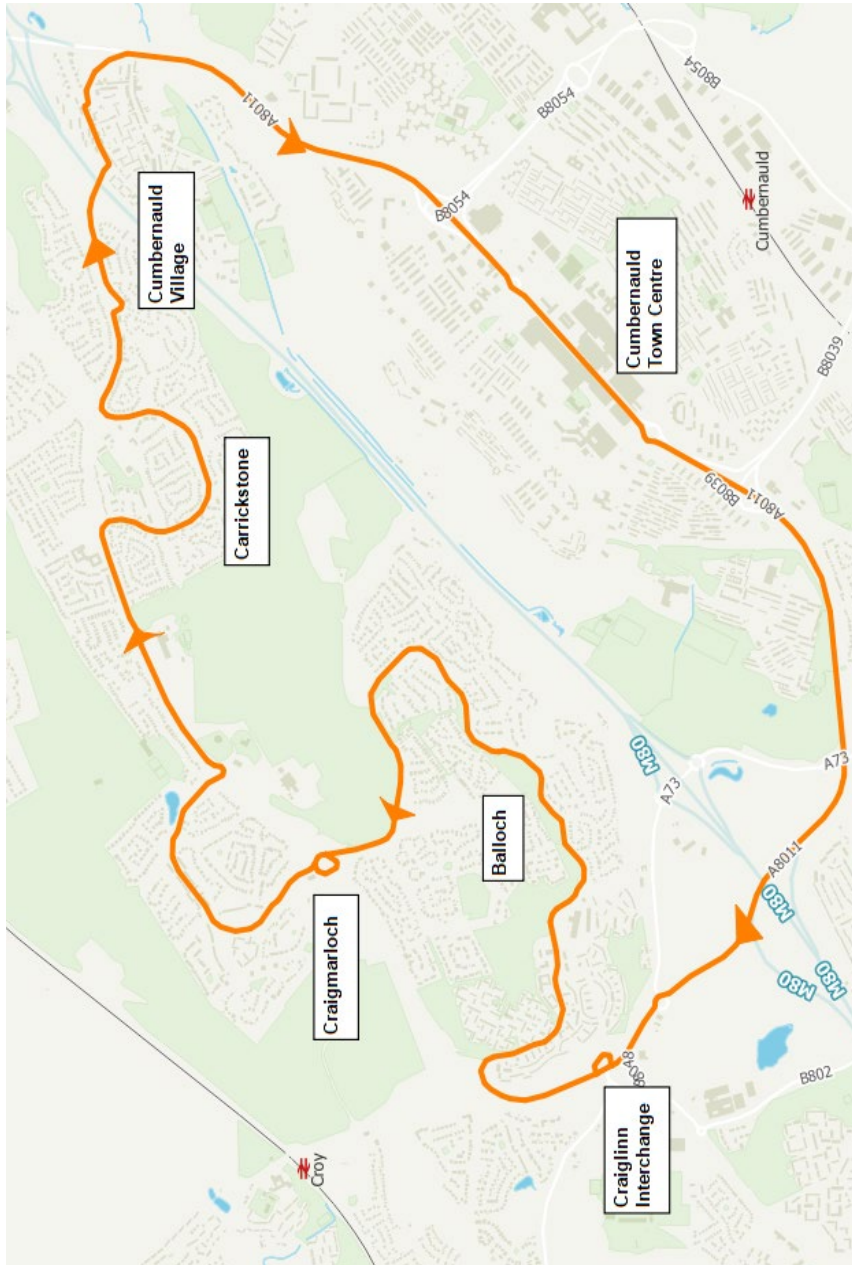 A8011
B8054
B8054
B8054
Cumbernauld
Village
Cumbernauld
Cumbernauld
Town Centre
B8039
Carrickstone
B8039
A8011
M80
A73
A73
Balloch
A8011
M80
M80
M80
Craigmarloch
Croy
B802
Craiglinn
Interchange